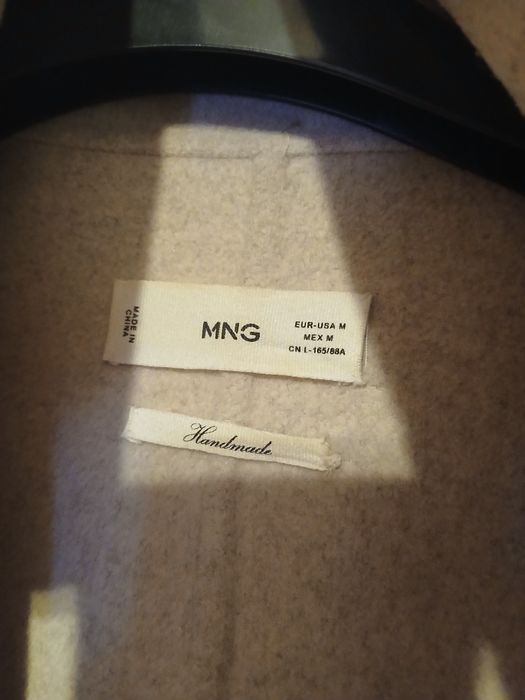 MADE IN
CHINA
MNG
EUR-USA M
MEX M
CN L-165/88A
Handmade